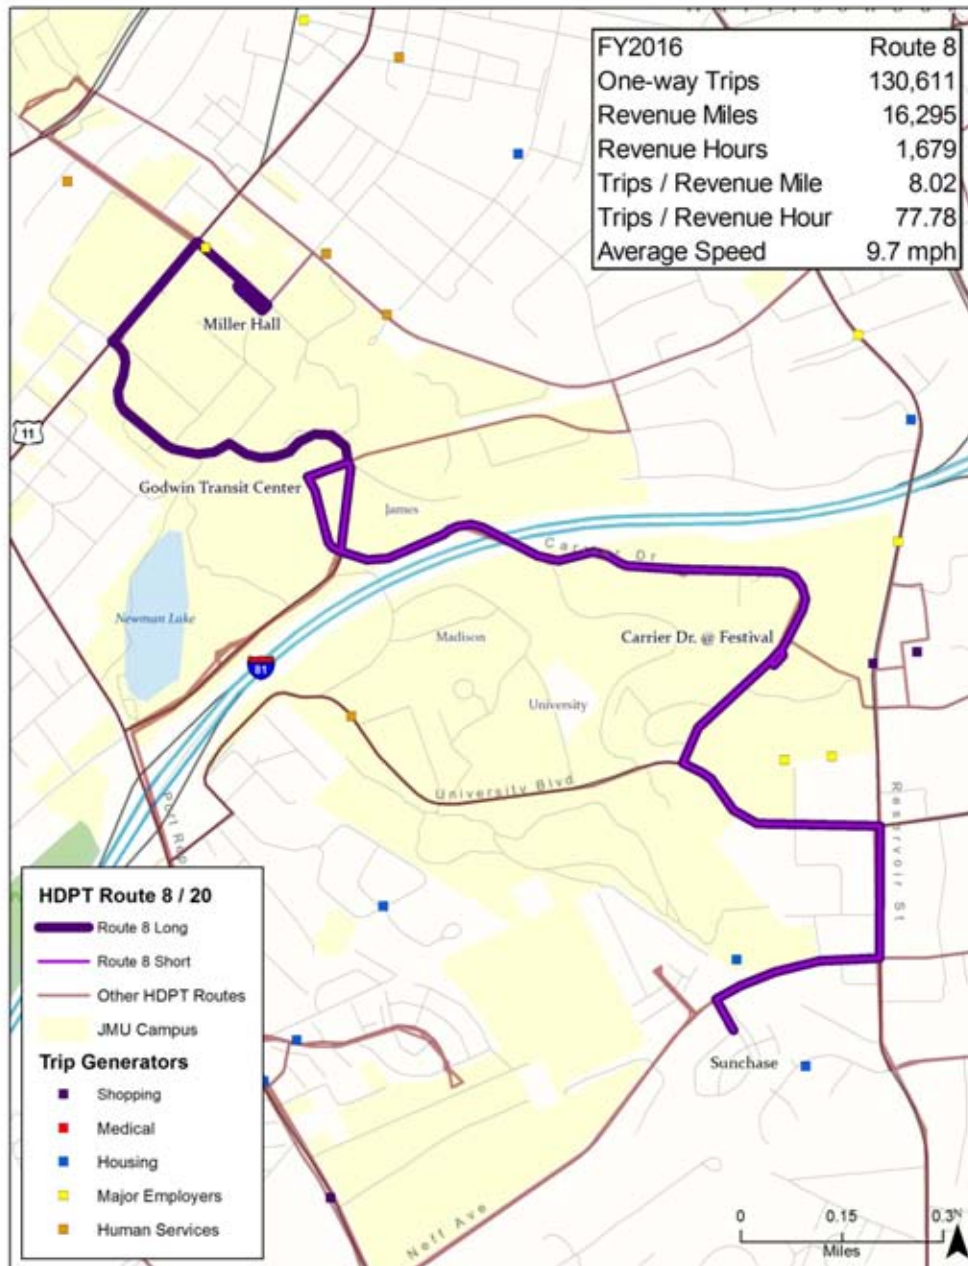 FY2016 Route 8
One-way Trips 130,611
Revenue Miles 16,295
Revenue Hours 1,679
Trips / Revenue Mile 8.02
Trips / Revenue Hour 77.78
Average Speed 9.7 mph
Miller Hall
11
Godwin Transit Center
James
Carrier Dr
Newman Lake
Madison
Carrier Dr. @ Festival
81
University
University Blvd
Reservoir St
Port Rep
HDPT Route 8 / 20
Route 8 Long
Route 8 Short
Other HDPT Routes
JMU Campus
Trip Generators
Shopping
Medical
Housing
Major Employers
Human Services
Sunchase
Neff Ave
0 0.15 0.3
N
Miles